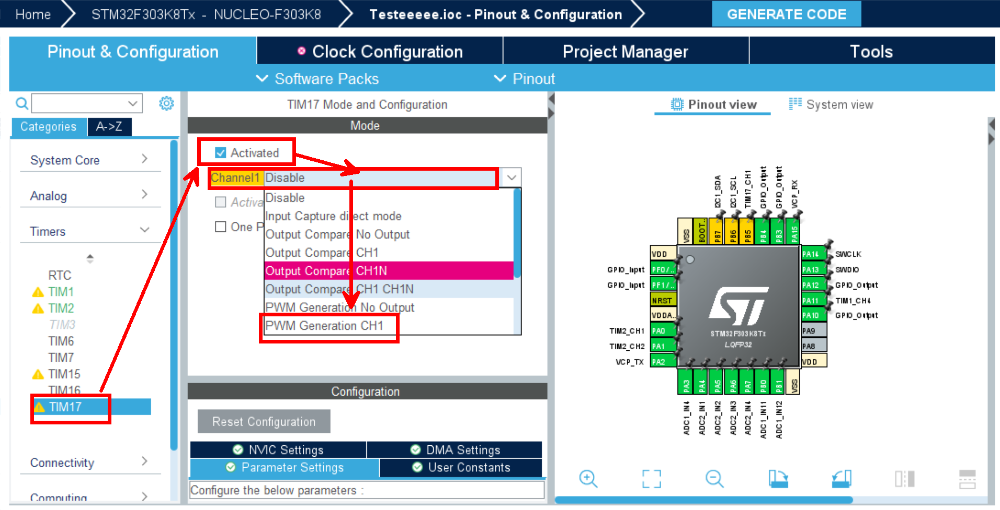 Home STM32F303K8Tx - NUCLEO-F303K8 Testeeeee.ioc - Pinout & Configuration GENERATE CODE
Pinout & Configuration Clock Configuration Project Manager Tools
Software Packs Pinout
TIM17 Mode and Configuration
Pinout view System view
Categories A->Z
Mode
System Core
Analog
Timers
RTC
TIM1
TIM2
TIM3
TIM6
TIM7
TIM15
TIM16
TIM17
Connectivity
Computing
Activated
Channel1 Disable
Disable
Activa
Input Capture direct mode
One P
Output Compare No Output
Output Compare CH1
Output Compare CH1N
Output Compare CH1 CH1N
PWM Generation No Output
PWM Generation CH1
Configuration
Reset Configuration
NVIC Settings DMA Settings
Parameter Settings User Constants
Configure the below parameters :
I2C1_SDA
I2C1_SCL
TIM17_CH1
GPIO_Output
GPIO_Output
VCP_RX
VSS
BOOT..
PB7
PB6
PB5
PB4
PB3
PA15
VDD
GPIO_Input PF0/..
GPIO_Input PF1/..
NRST
VDDA..
TIM2_CH1 PA0
TIM2_CH2 PA1
VCP_TX PA2
STM32F303K8Tx
LQFP32
PA14 SWCLK
PA13 SWDIO
PA12 GPIO_Output
PA11 TIM1_CH4
PA10 GPIO_Output
PA9
PA8
VDD
PA3
PA4
PA5
PA6
PA7
PB0
PB1
VSS
ADC1_IN4
ADC2_IN1
ADC2_IN2
ADC2_IN3
ADC2_IN4
ADC1_IN11
ADC1_IN12